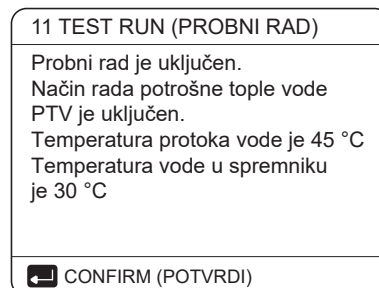 11 TEST RUN (PROBNI RAD)
Probni rad je uključen.
Način rada potrošne tople vode
PTV je uključen.
Temperatura protoka vode je 45 °C
Temperatura vode u spremniku
je 30 °C
CONFIRM (POTVRDI)